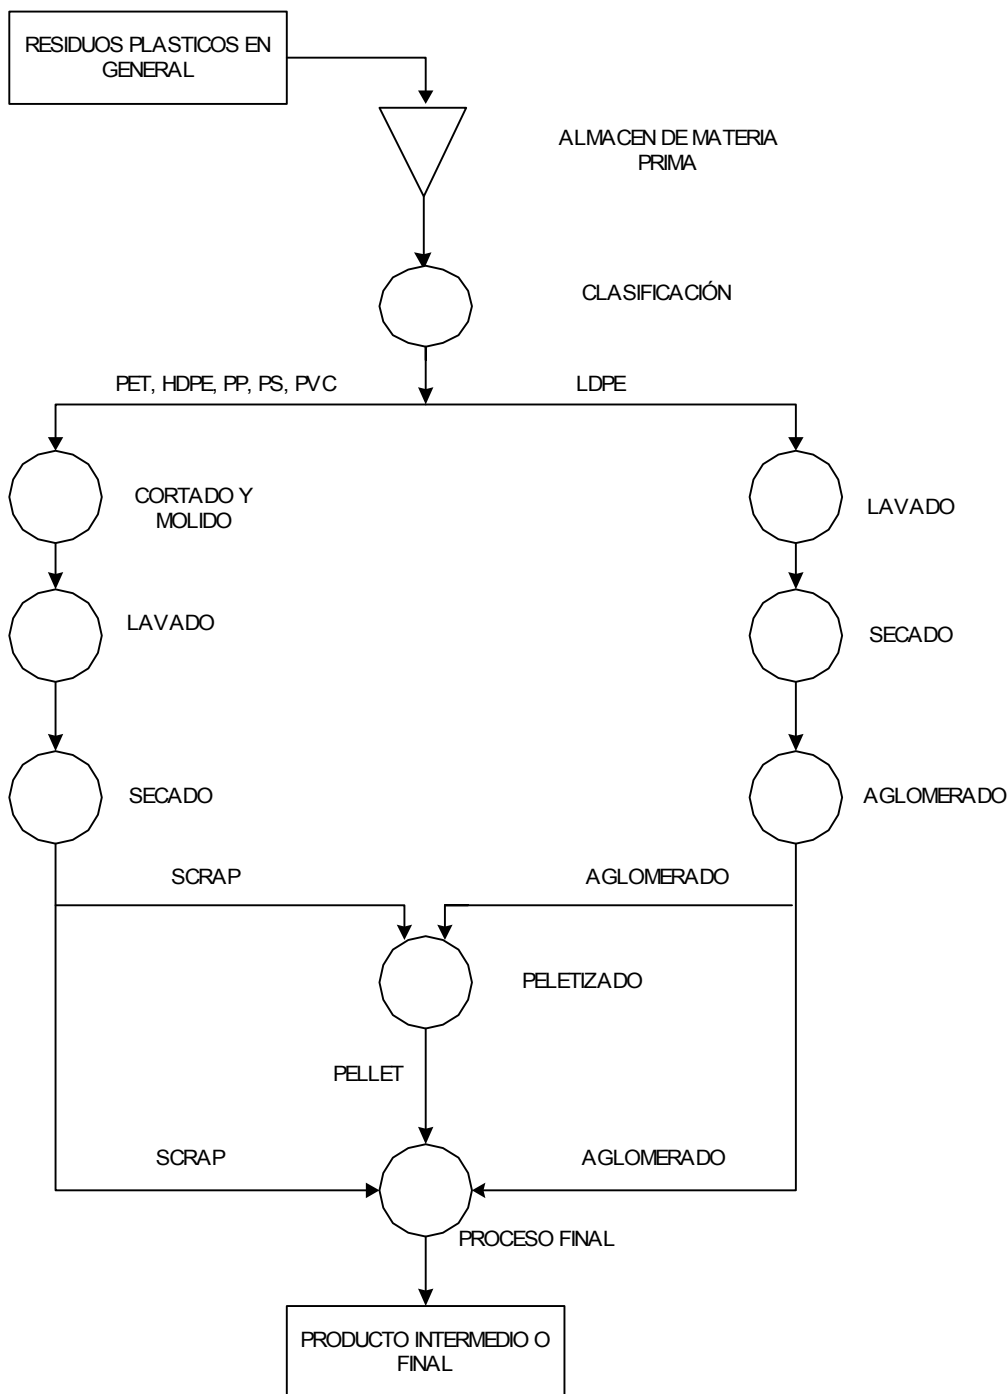 RESIDUOS PLASTICOS EN
GENERAL
ALMACEN DE MATERIA
PRIMA
CLASIFICACIÓN
PET, HDPE, PP, PS, PVC
LDPE
CORTADO Y
MOLIDO
LAVADO
LAVADO
SECADO
SECADO
AGLOMERADO
SCRAP
AGLOMERADO
PELETIZADO
PELLET
SCRAP
AGLOMERADO
PROCESO FINAL
PRODUCTO INTERMEDIO O
FINAL